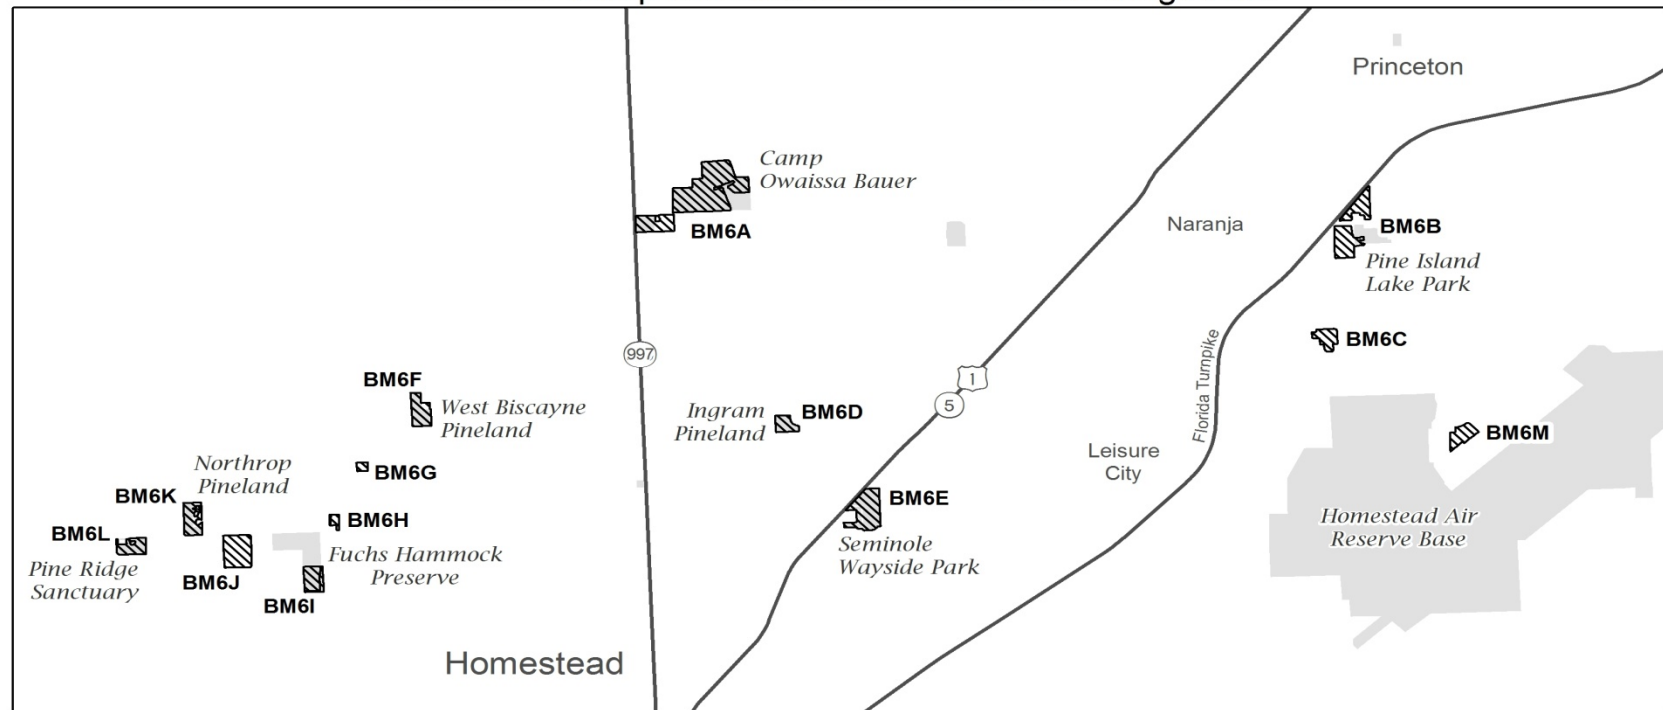 Princeton
Camp
Owaissa Bauer
BM6A
Naranja
BM6B
Pine Island
Lake Park
997
BM6C
Florida Turnpike
1
5
BM6F
West Biscayne
Pineland
Ingram
Pineland
BM6D
BM6M
Leisure
City
Northrop
Pineland
BM6G
BM6K
BM6E
BM6H
Homestead Air
Reserve Base
BM6L
Seminole
Wayside Park
Fuchs Hammock
Preserve
Pine Ridge
Sanctuary
BM6J
BM6I
Homestead